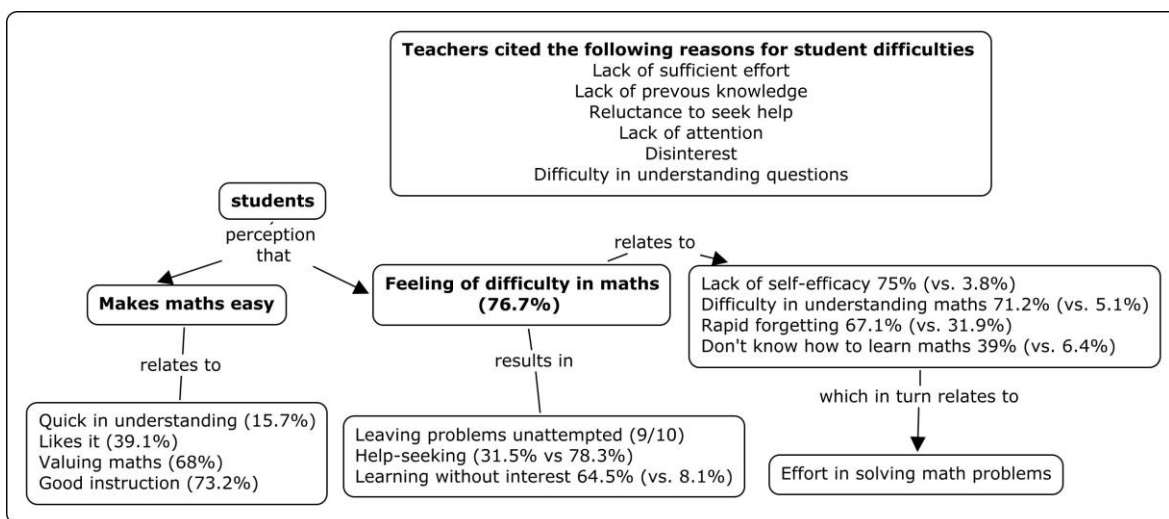 Teachers cited the following reasons for student difficulties
Lack of sufficient effort
Lack of prevous knowledge
Reluctance to seek help
Lack of attention
Disinterest
Difficulty in understanding questions
students
perception
that
Makes maths easy
relates to
Quick in understanding (15.7%)
Likes it (39.1%)
Valuing maths (68%)
Good instruction (73.2%)
Feeling of difficulty in maths
(76.7%)
results in
Leaving problems unattempted (9/10)
Help-seeking (31.5% vs 78.3%)
Learning without interest 64.5% (vs. 8.1%)
relates to
Lack of self-efficacy 75% (vs. 3.8%)
Difficulty in understanding maths 71.2% (vs. 5.1%)
Rapid forgetting 67.1% (vs. 31.9%)
Don't know how to learn maths 39% (vs. 6.4%)
which in turn relates to
Effort in solving math problems